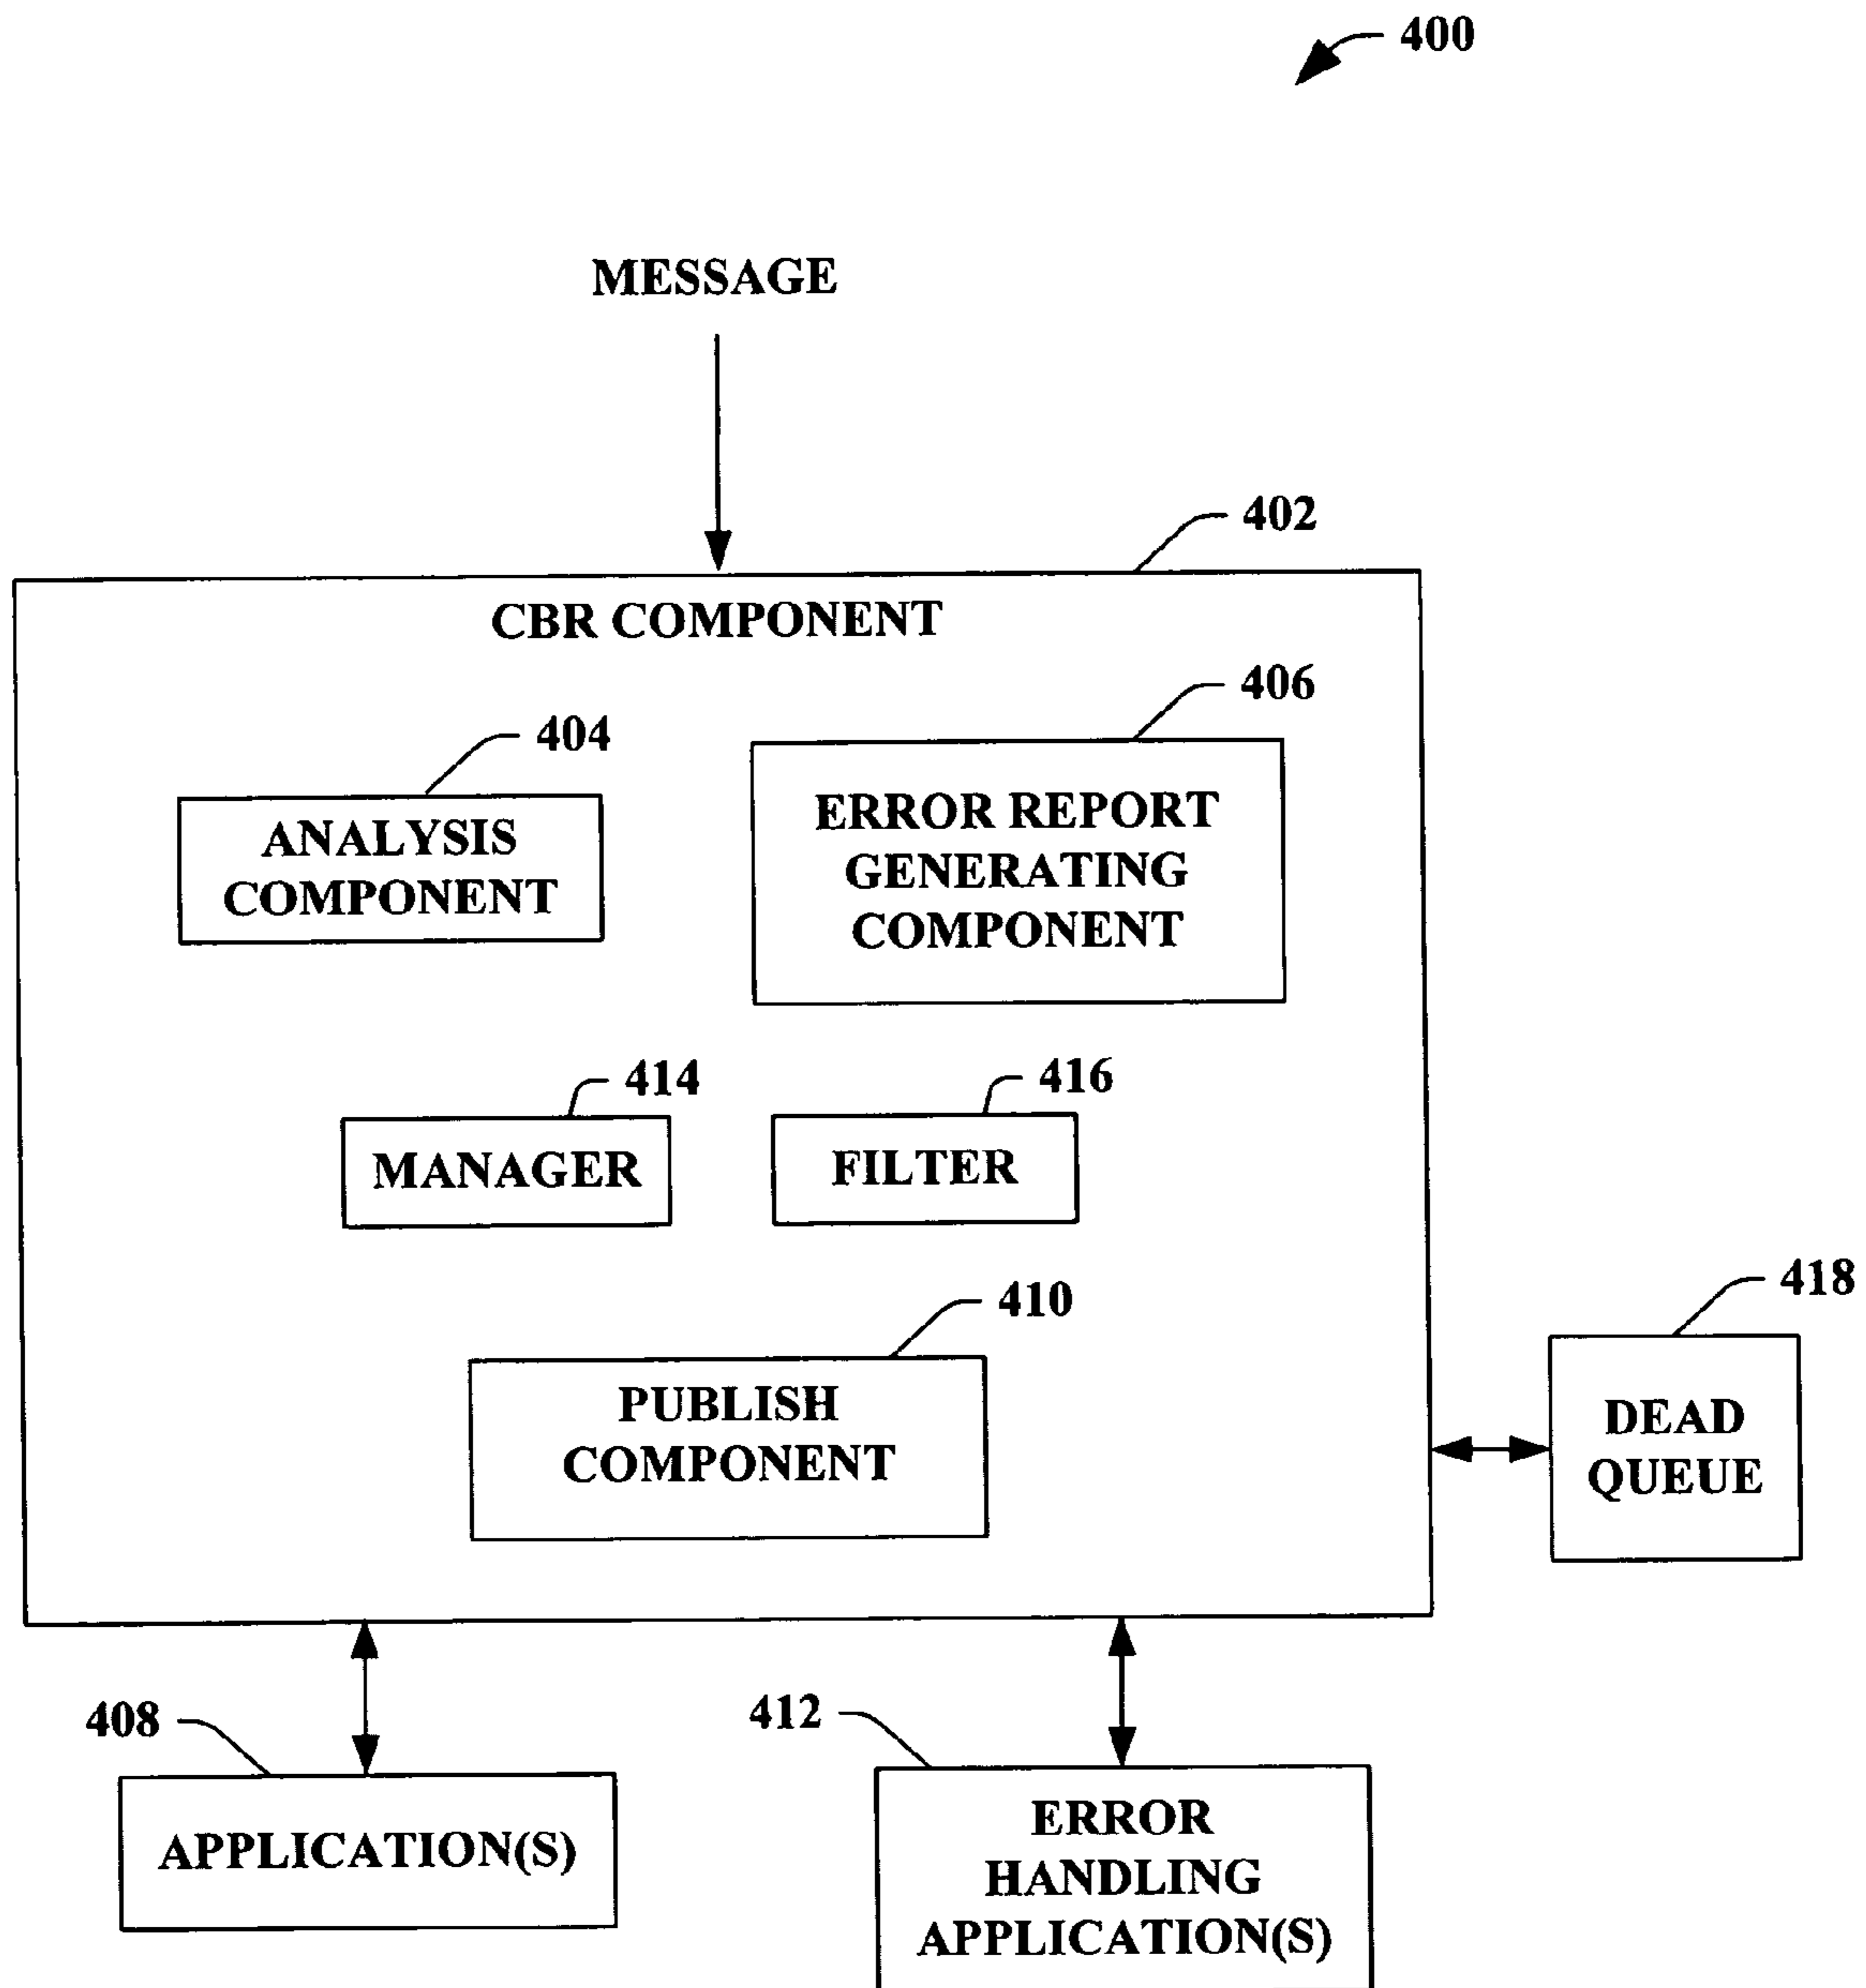 400
MESSAGE
402
CBR COMPONENT
406
404
ERROR REPORT
GENERATING
COMPONENT
ANALYSIS
COMPONENT
414
416
MANAGER
FILTER
410
418
PUBLISH
COMPONENT
DEAD
QUEUE
408
412
APPLICATION(S)
ERROR
HANDLING
APPLICATION(S)